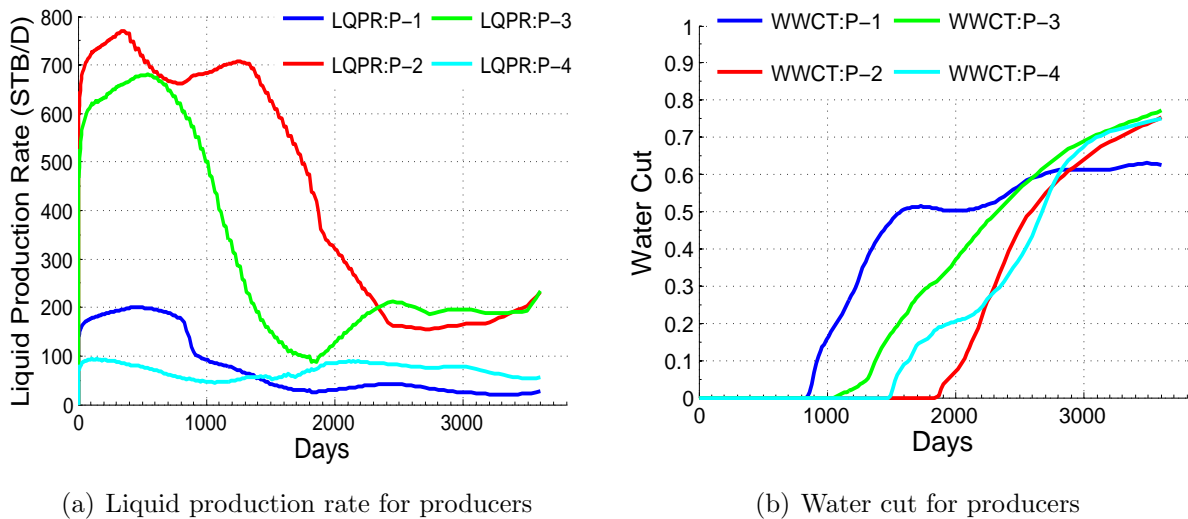 LQPR:P−1
LQPR:P−3
LQPR:P−2
LQPR:P−4
Liquid Production Rate (STB/D)
800
700
600
500
400
300
200
100
0
0 1000 2000 3000
Days
(a) Liquid production rate for producers
WWCT:P−1
WWCT:P−3
WWCT:P−2
WWCT:P−4
Water Cut
1
0.9
0.8
0.7
0.6
0.5
0.4
0.3
0.2
0.1
0
0 1000 2000 3000
Days
(b) Water cut for producers